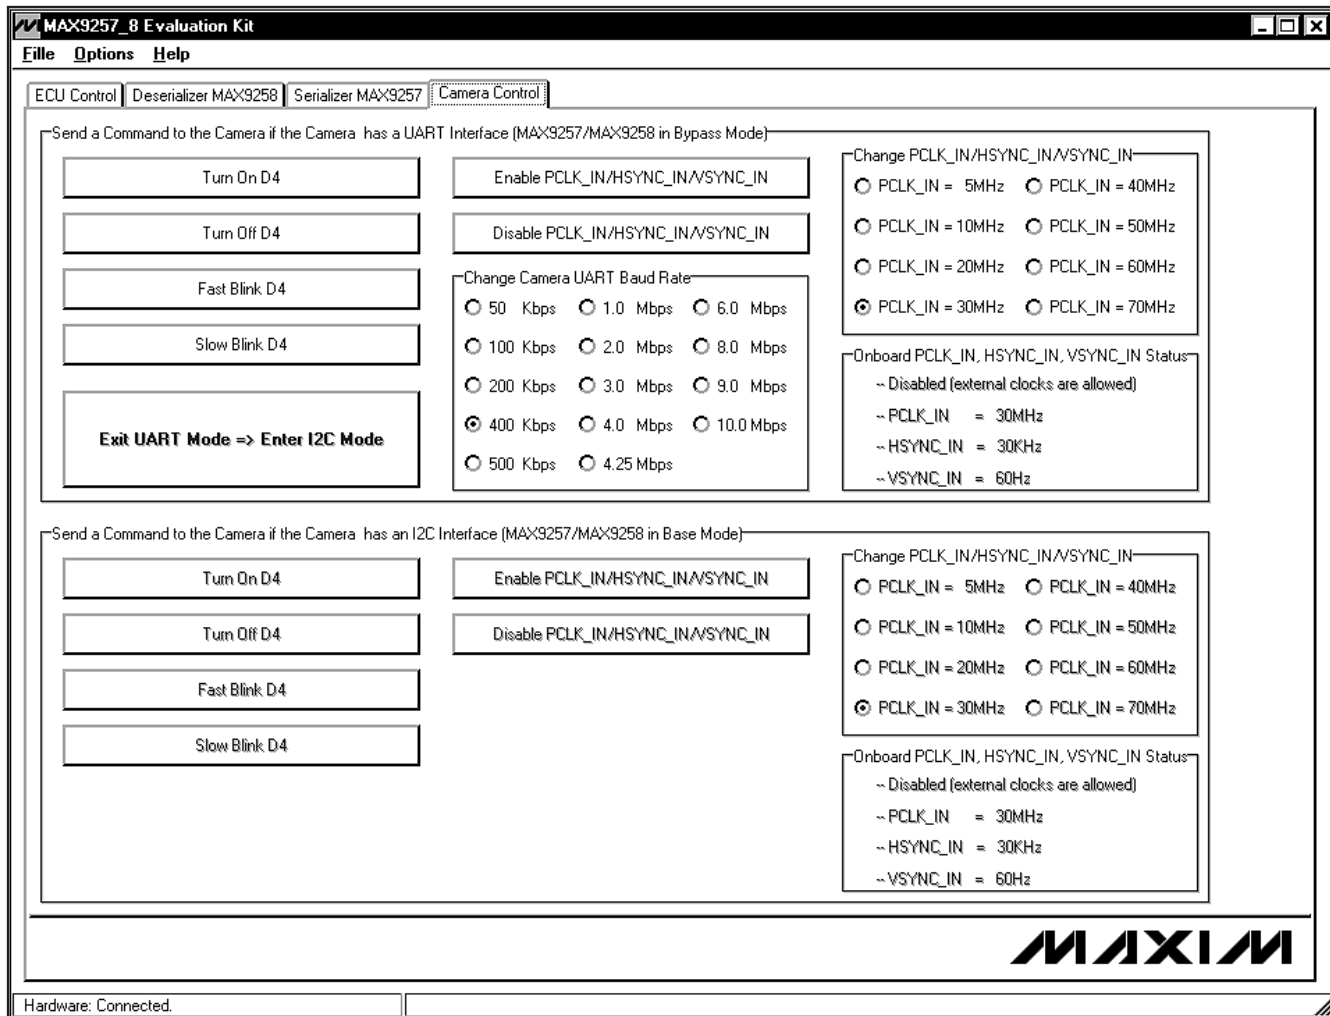 MAX9257_8 Evaluation Kit
Fille Options Help
ECU Control Deserializer MAX9258 Serializer MAX9257 Camera Control
Send a Command to the Camera if the Camera has a UART Interface (MAX9257/MAX9258 in Bypass Mode)
Turn On D4
Turn Off D4
Fast Blink D4
Slow Blink D4
Exit UART Mode => Enter I2C Mode
Enable PCLK_IN/HSYNC_IN/VSYNC_IN
Disable PCLK_IN/HSYNC_IN/VSYNC_IN
Change Camera UART Baud Rate
50 Kbps 1.0 Mbps 6.0 Mbps
100 Kbps 2.0 Mbps 8.0 Mbps
200 Kbps 3.0 Mbps 9.0 Mbps
400 Kbps 4.0 Mbps 10.0 Mbps
500 Kbps 4.25 Mbps
Change PCLK_IN/HSYNC_IN/VSYNC_IN
PCLK_IN = 5MHz PCLK_IN = 40MHz
PCLK_IN = 10MHz PCLK_IN = 50MHz
PCLK_IN = 20MHz PCLK_IN = 60MHz
PCLK_IN = 30MHz PCLK_IN = 70MHz
Onboard PCLK_IN, HSYNC_IN, VSYNC_IN Status
-- Disabled (external clocks are allowed)
-- PCLK_IN = 30MHz
-- HSYNC_IN = 30KHz
-- VSYNC_IN = 60Hz
Send a Command to the Camera if the Camera has an I2C Interface (MAX9257/MAX9258 in Base Mode)
Turn On D4
Turn Off D4
Fast Blink D4
Slow Blink D4
Enable PCLK_IN/HSYNC_IN/VSYNC_IN
Disable PCLK_IN/HSYNC_IN/VSYNC_IN
Change PCLK_IN/HSYNC_IN/VSYNC_IN
PCLK_IN = 5MHz PCLK_IN = 40MHz
PCLK_IN = 10MHz PCLK_IN = 50MHz
PCLK_IN = 20MHz PCLK_IN = 60MHz
PCLK_IN = 30MHz PCLK_IN = 70MHz
Onboard PCLK_IN, HSYNC_IN, VSYNC_IN Status
-- Disabled (external clocks are allowed)
-- PCLK_IN = 30MHz
-- HSYNC_IN = 30KHz
-- VSYNC_IN = 60Hz
MAXIM
Hardware: Connected.